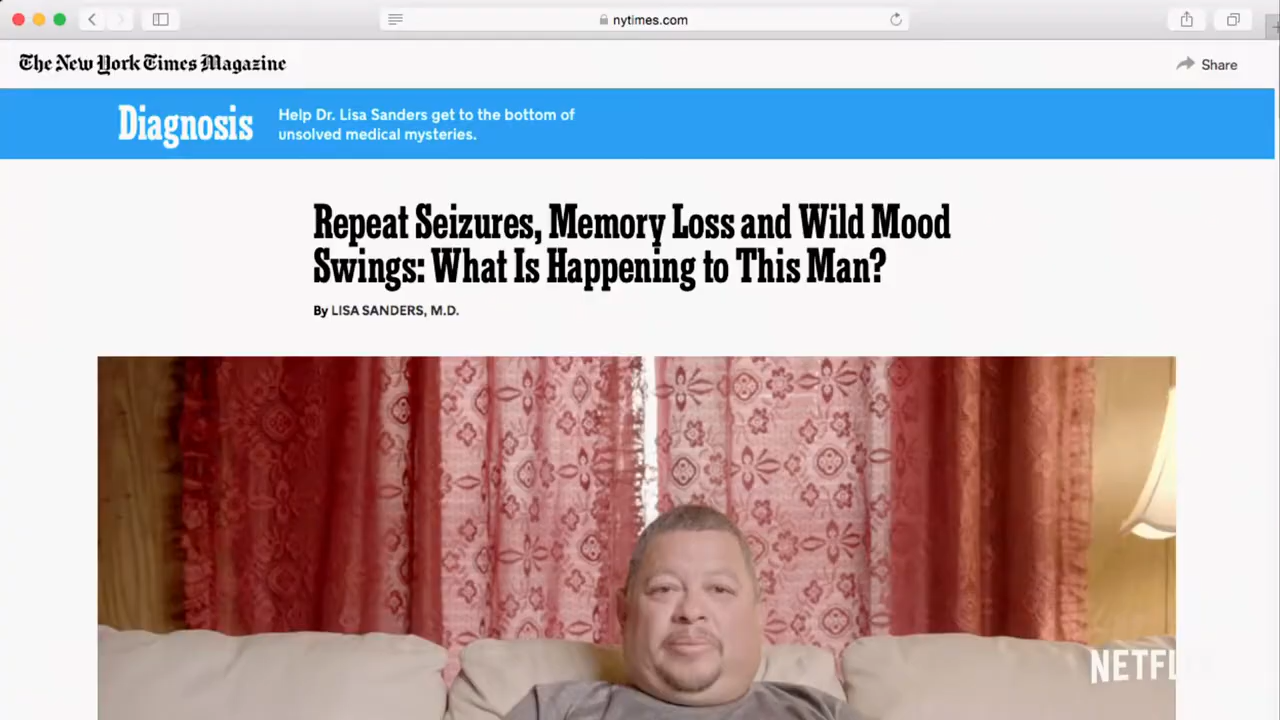 nytimes.com
The New York Times Magazine
Share
Diagnosis
Help Dr. Lisa Sanders get to the bottom of
unsolved medical mysteries.
Repeat Seizures, Memory Loss and Wild Mood
Swings: What Is Happening to This Man?
By LISA SANDERS, M.D.
NETFL